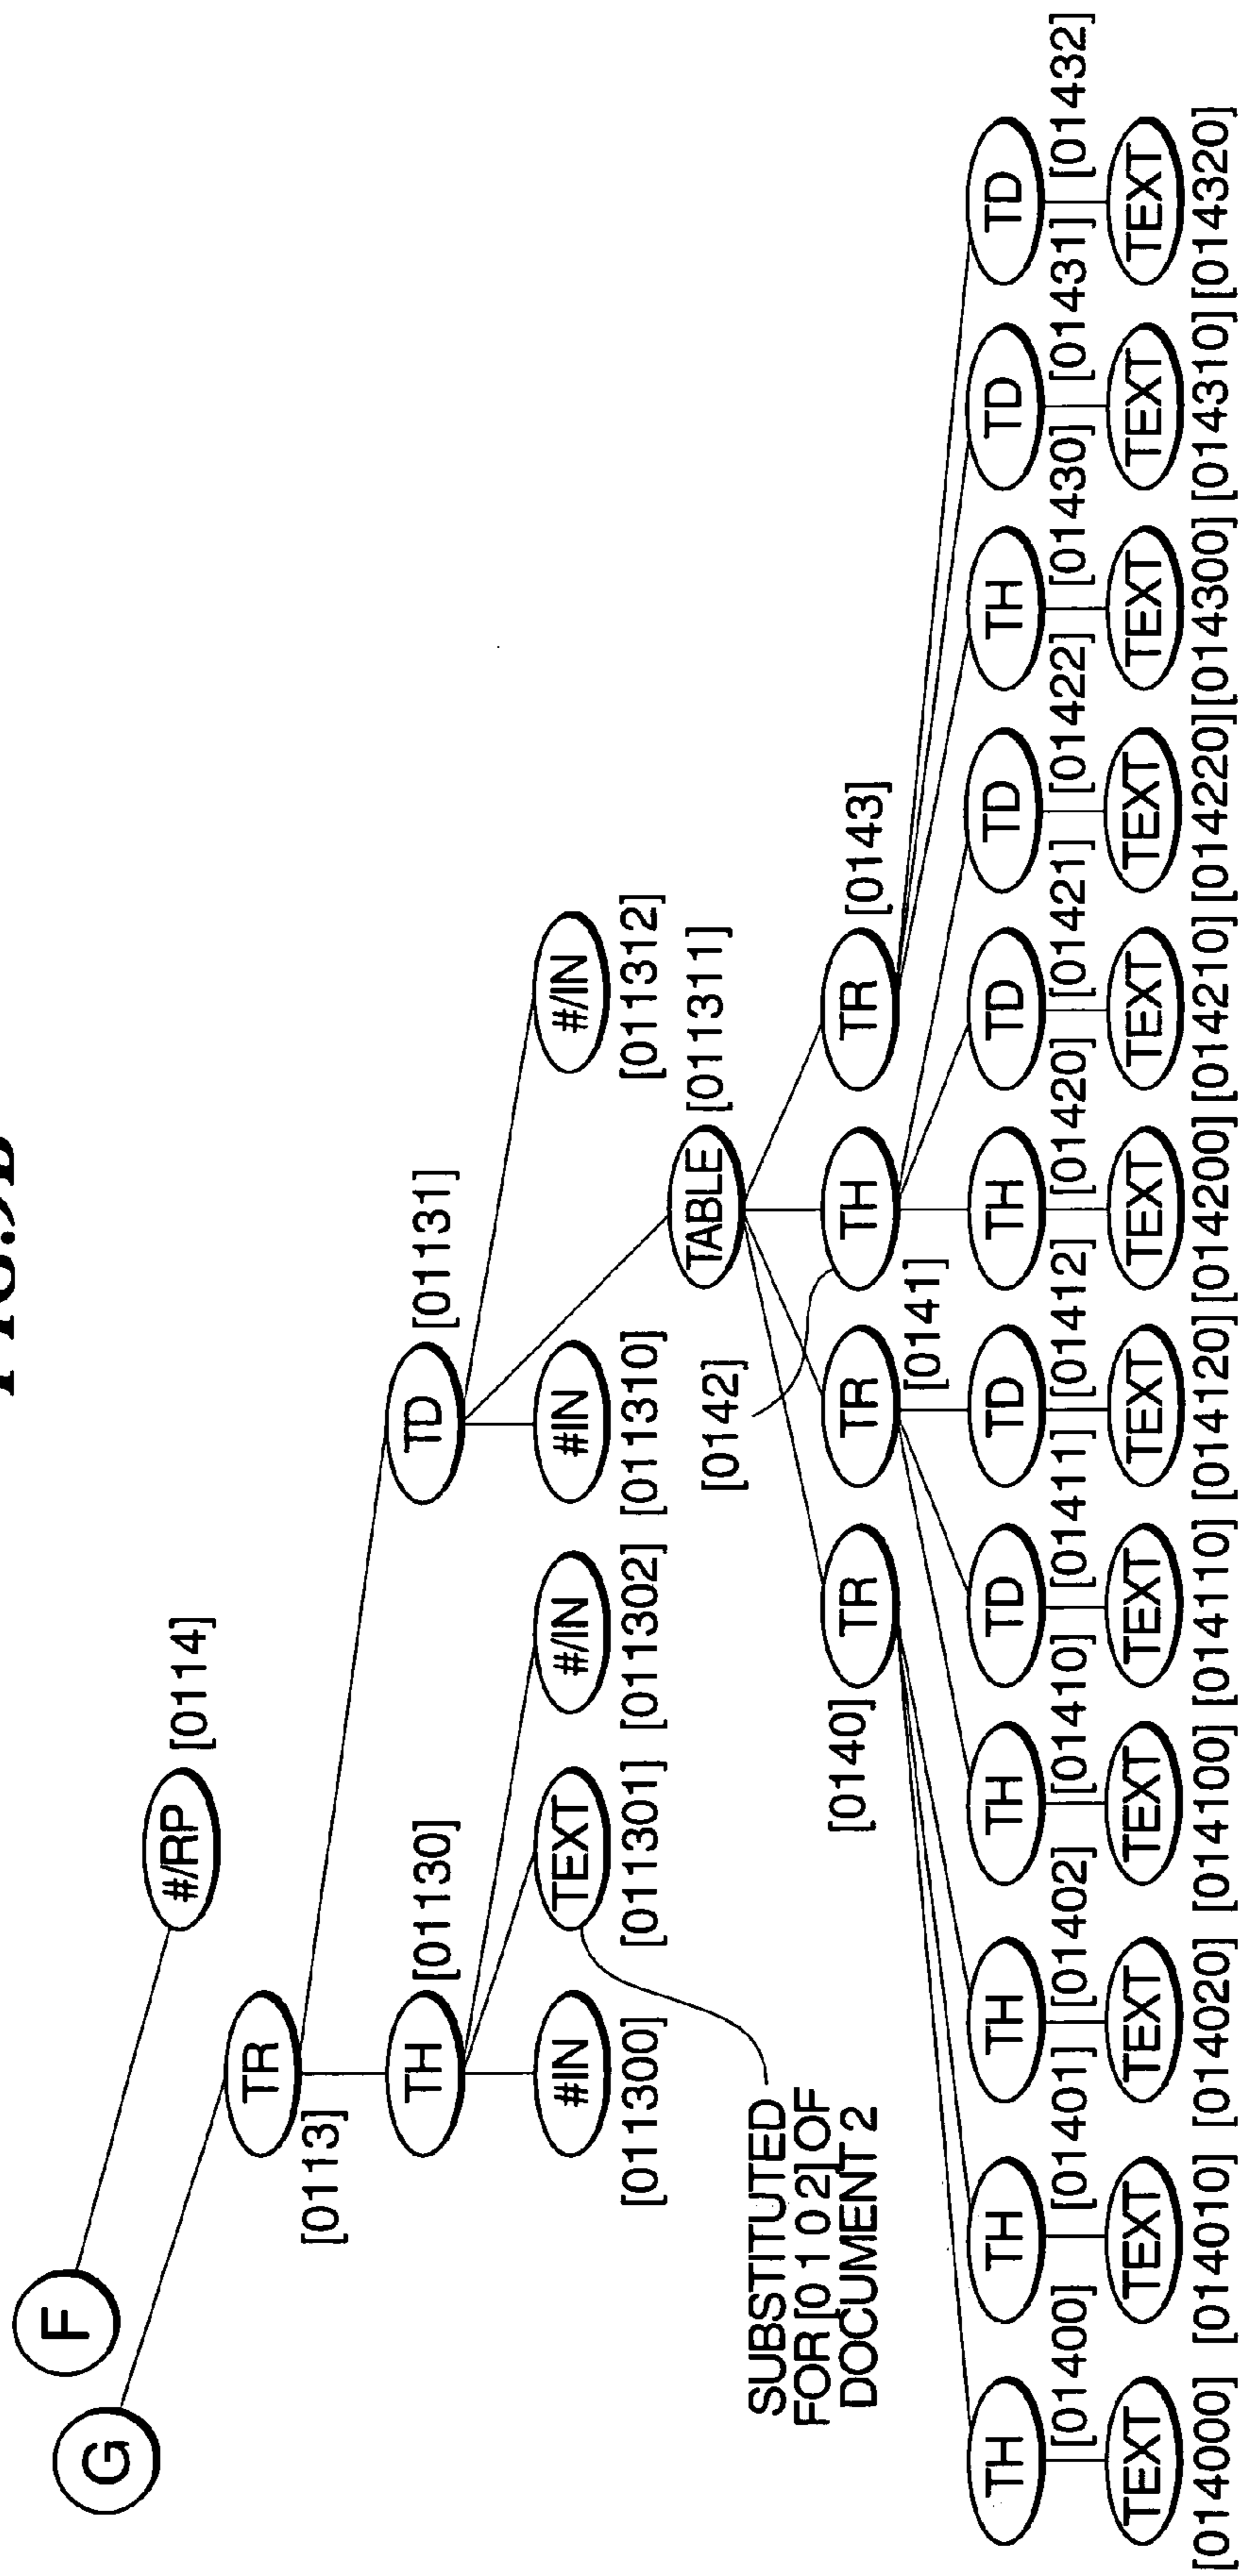 F
G
#/RP [0114]
TR
[0113]
TD [01131]
TH [01130]
#IN TEXT #/IN #IN #/IN
[011300] [011301] [011302] [011310] [011312]
TABLE [011311]
[0142]
SUBSTITUTED
FOR [0 1 0 2] OF
DOCUMENT 2
[0140] TR TR TH TR [0143]
[0141]
TH TH TH TH TD TD TH TD TD TH TD TD
[01400] [01401] [01402] [01410] [01411] [01412] [01420] [01421] [01422] [01430] [01431] [01432]
TEXT TEXT TEXT TEXT TEXT TEXT TEXT TEXT TEXT TEXT TEXT TEXT
[014000] [014010] [014020] [014100] [014110] [014120] [014200] [014210] [014220] [014300] [014310] [014320]